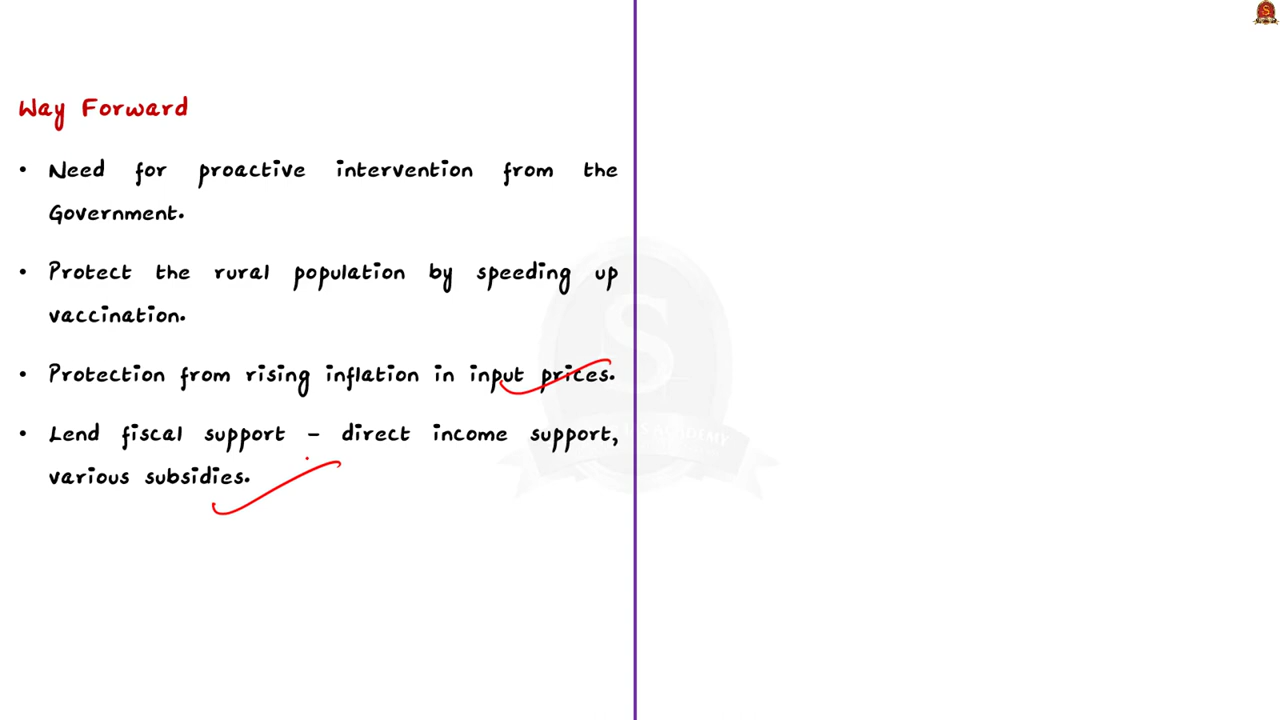 Way Forward
• Need for proactive intervention from the
Government.
• Protect the rural population by speeding up
vaccination.
• Protection from rising inflation in input prices.
• Lend fiscal support – direct income support,
various subsidies.